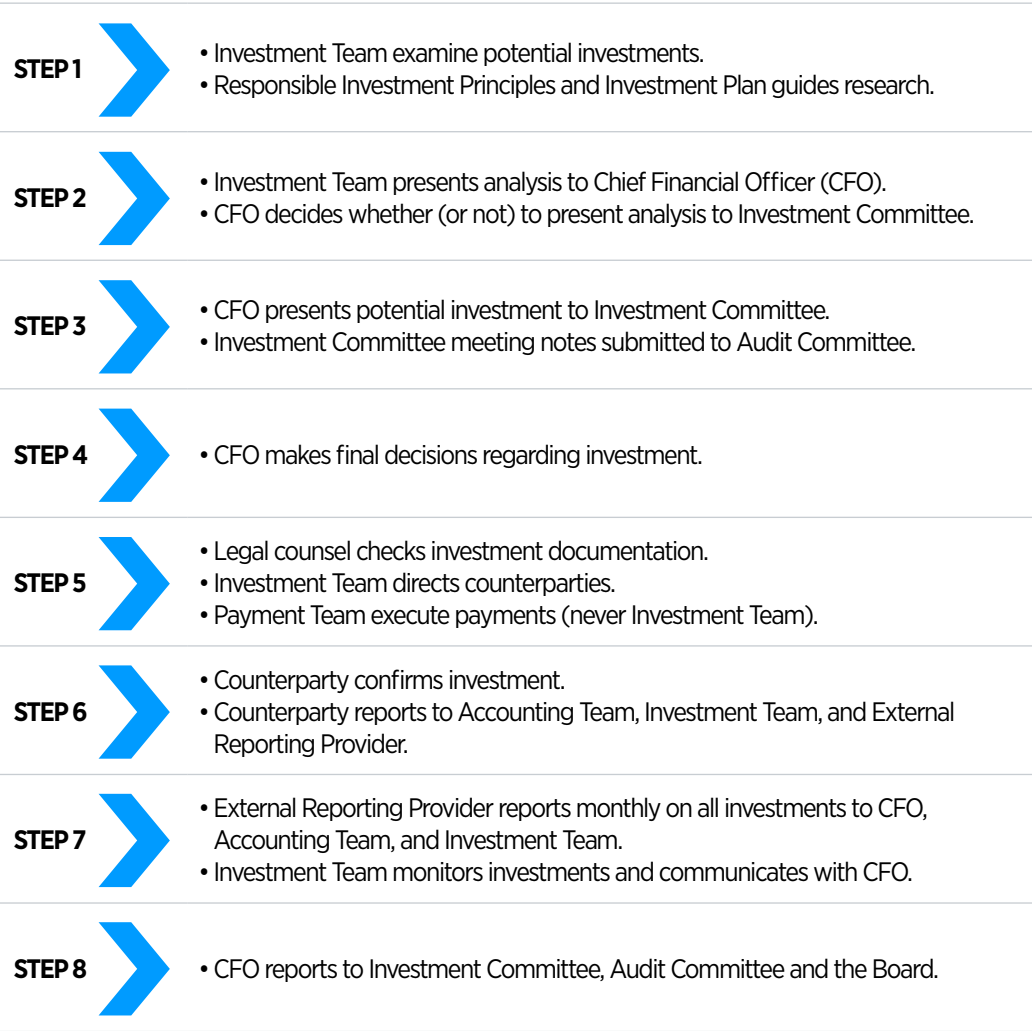 STEP 1
• Investment Team examine potential investments.
• Responsible Investment Principles and Investment Plan guides research.
STEP 2
• Investment Team presents analysis to Chief Financial Officer (CFO).
• CFO decides whether (or not) to present analysis to Investment Committee.
STEP 3
• CFO presents potential investment to Investment Committee.
• Investment Committee meeting notes submitted to Audit Committee.
STEP 4
• CFO makes final decisions regarding investment.
STEP 5
• Legal counsel checks investment documentation.
• Investment Team directs counterparties.
• Payment Team execute payments (never Investment Team).
STEP 6
• Counterparty confirms investment.
• Counterparty reports to Accounting Team, Investment Team, and External
Reporting Provider.
STEP 7
• External Reporting Provider reports monthly on all investments to CFO,
Accounting Team, and Investment Team.
• Investment Team monitors investments and communicates with CFO.
STEP 8
• CFO reports to Investment Committee, Audit Committee and the Board.